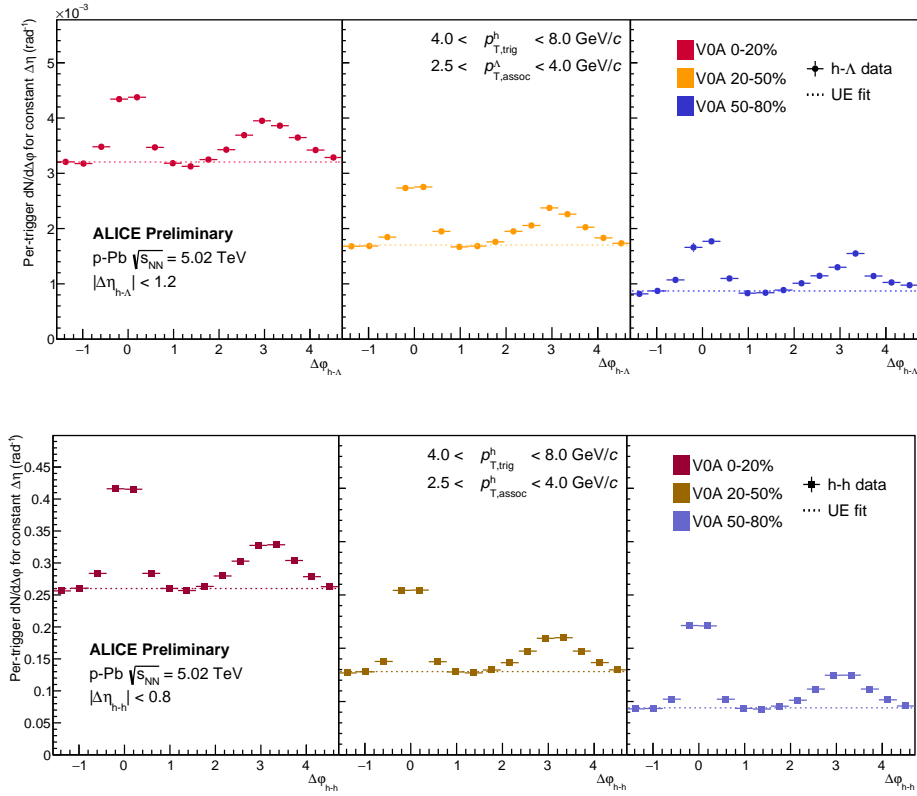 ×10⁻³
Per-trigger dN/dΔφ for constant Δη (rad⁻¹)
5
4
3
2
1
0
4.0 < p^h_T,trig < 8.0 GeV/c
2.5 < p^Λ_T,assoc < 4.0 GeV/c
V0A 0-20%
V0A 20-50%
V0A 50-80%
h-Λ data
UE fit
ALICE Preliminary
p-Pb √s_NN = 5.02 TeV
|Δη_h-Λ| < 1.2
−1 0 1 2 3 4
−1 0 1 2 3 4
−1 0 1 2 3 4
Δφ_h-Λ
Δφ_h-Λ
Δφ_h-Λ
Per-trigger dN/dΔφ for constant Δη (rad⁻¹)
0.45
0.4
0.35
0.3
0.25
0.2
0.15
0.1
0.05
0
4.0 < p^h_T,trig < 8.0 GeV/c
2.5 < p^h_T,assoc < 4.0 GeV/c
V0A 0-20%
V0A 20-50%
V0A 50-80%
h-h data
UE fit
ALICE Preliminary
p-Pb √s_NN = 5.02 TeV
|Δη_h-h| < 0.8
−1 0 1 2 3 4
−1 0 1 2 3 4
−1 0 1 2 3 4
Δφ_h-h
Δφ_h-h
Δφ_h-h